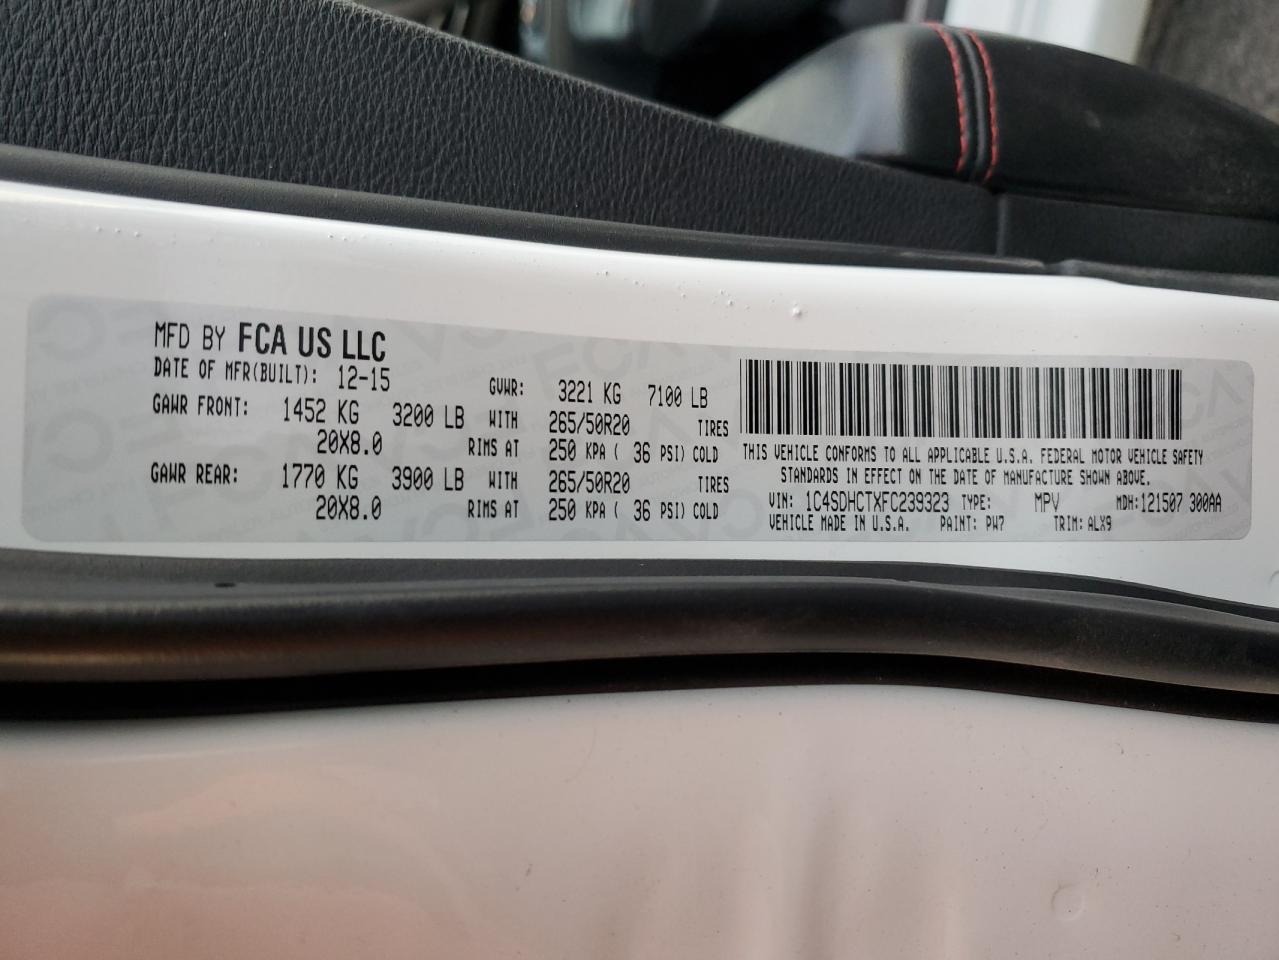 MFD BY FCA US LLC
DATE OF MFR(BUILT): 12-15 GVWR: 3221 KG 7100 LB
GAWR FRONT: 1452 KG 3200 LB WITH 265/50R20 TIRES
20X8.0 RIMS AT 250 KPA ( 36 PSI) COLD
GAWR REAR: 1770 KG 3900 LB WITH 265/50R20 TIRES
20X8.0 RIMS AT 250 KPA ( 36 PSI) COLD
THIS VEHICLE CONFORMS TO ALL APPLICABLE U.S.A. FEDERAL MOTOR VEHICLE SAFETY
STANDARDS IN EFFECT ON THE DATE OF MANUFACTURE SHOWN ABOVE.
VIN: 1C4SDHCTXFC239323 TYPE: MPV MDH:121507 300AA
VEHICLE MADE IN U.S.A. PAINT: PW7 TRIM: ALX9